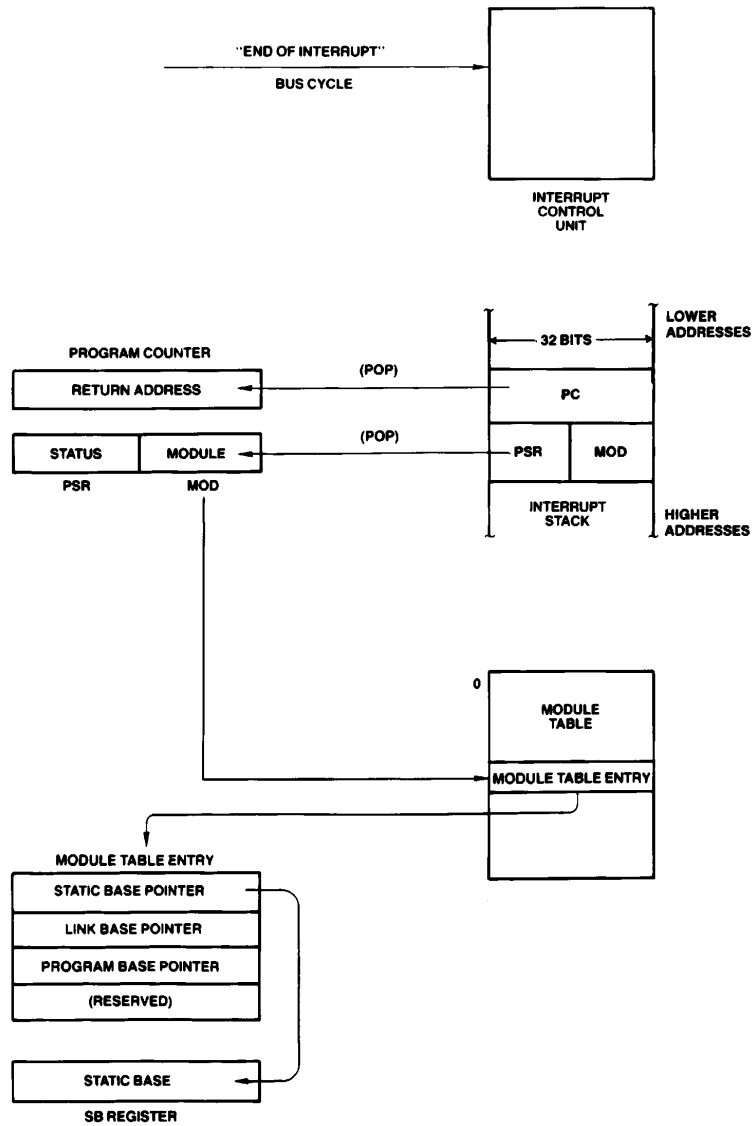 "END OF INTERRUPT"
BUS CYCLE
INTERRUPT
CONTROL
UNIT
LOWER
ADDRESSES
32 BITS
PROGRAM COUNTER
RETURN ADDRESS
(POP)
PC
STATUS
MODULE
(POP)
PSR
MOD
PSR
MOD
INTERRUPT
STACK
HIGHER
ADDRESSES
0
MODULE
TABLE
MODULE TABLE ENTRY
MODULE TABLE ENTRY
STATIC BASE POINTER
LINK BASE POINTER
PROGRAM BASE POINTER
(RESERVED)
STATIC BASE
SB REGISTER